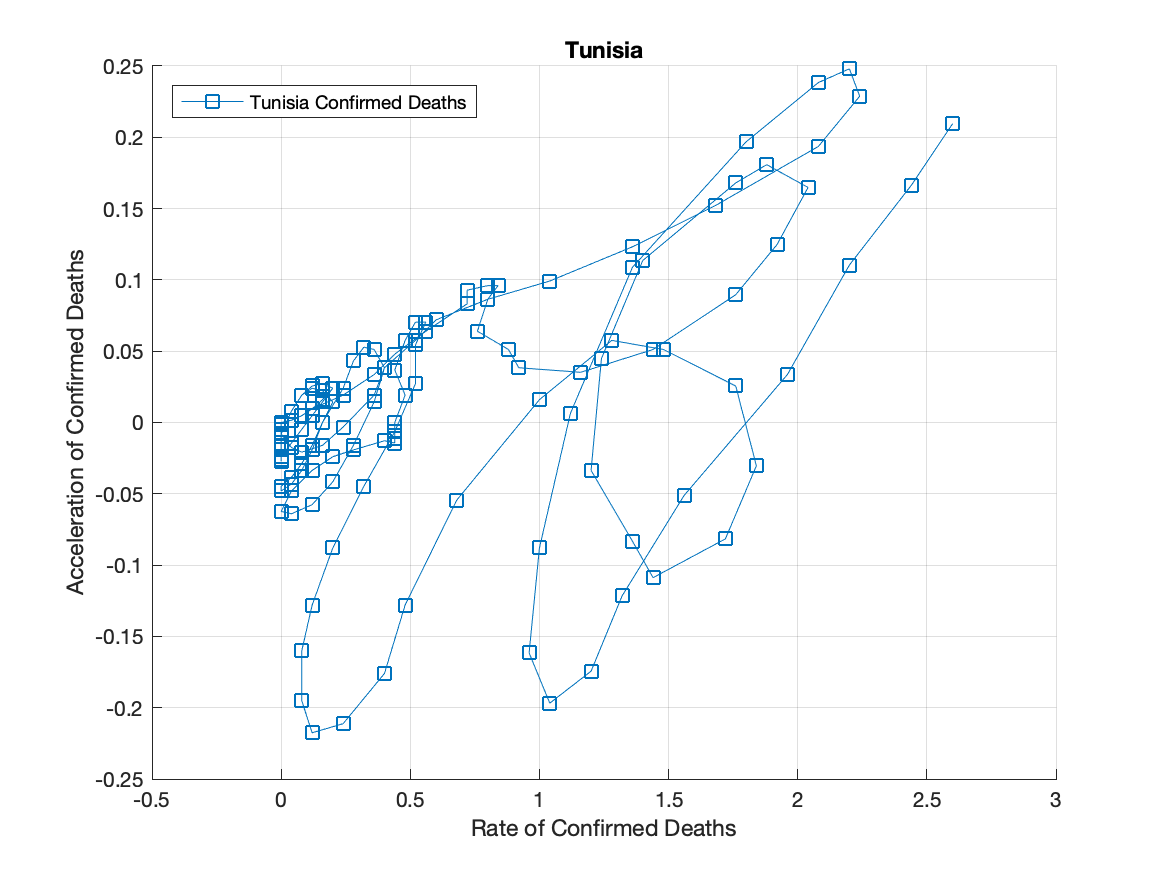 Tunisia
Tunisia Confirmed Deaths
0.25
0.2
0.15
0.1
0.05
0
-0.05
-0.1
-0.15
-0.2
-0.25
Acceleration of Confirmed Deaths
-0.5 0 0.5 1 1.5 2 2.5 3
Rate of Confirmed Deaths